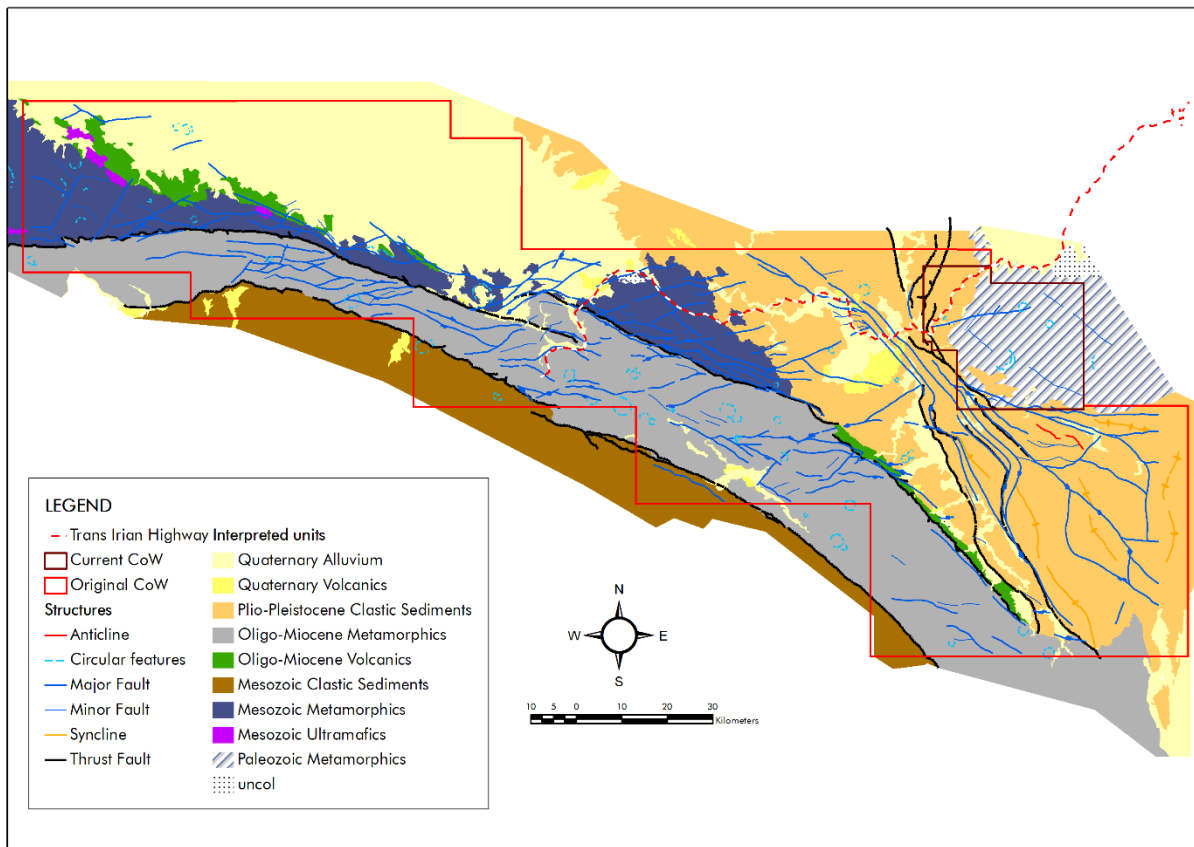 N
W E
S
10 5 0 10 20 30
Kilometers
LEGEND
Trans Irian Highway
Current CoW
Original CoW
Structures
Anticline
Circular features
Major Fault
Minor Fault
Syncline
Thrust Fault
Interpreted units
Quaternary Alluvium
Quaternary Volcanics
Plio-Pleistocene Clastic Sediments
Oligo-Miocene Metamorphics
Oligo-Miocene Volcanics
Mesozoic Clastic Sediments
Mesozoic Metamorphics
Mesozoic Ultramafics
Paleozoic Metamorphics
uncol